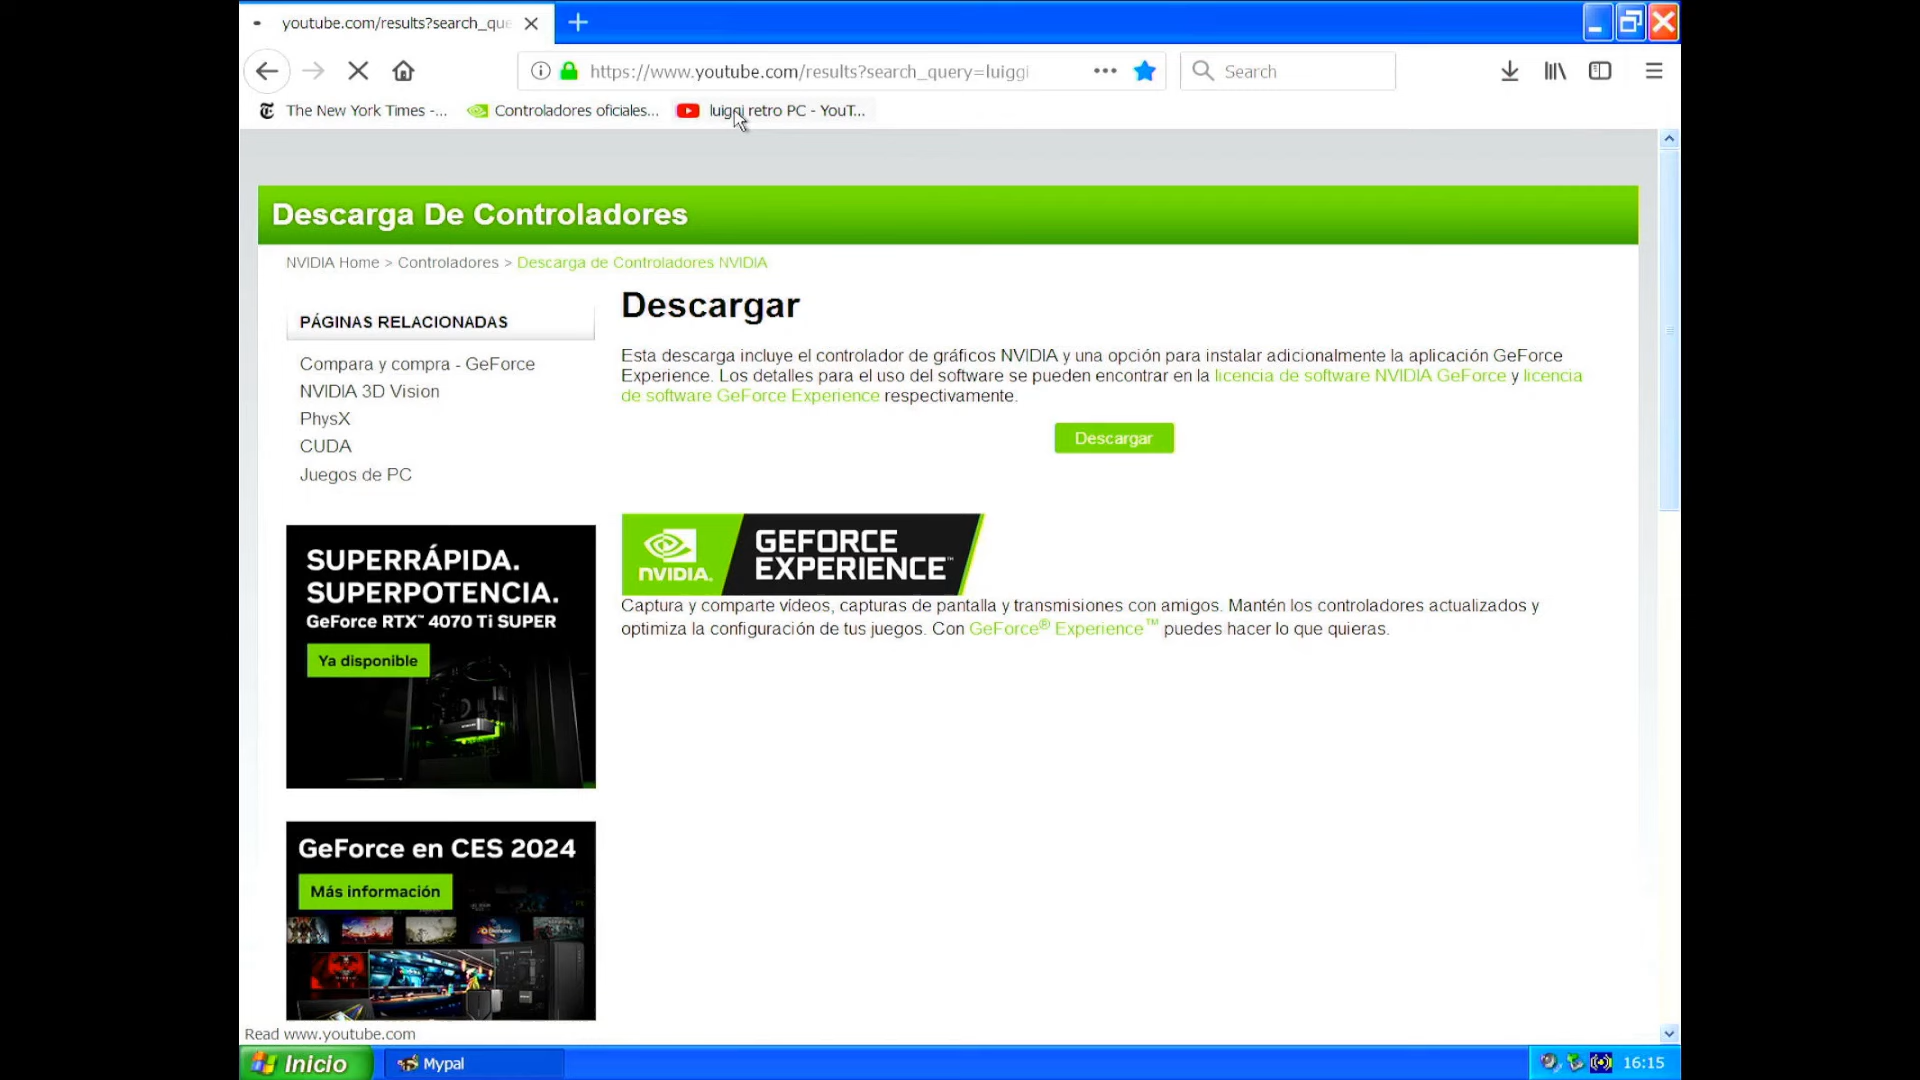 youtube.com/results?search_que
https://www.youtube.com/results?search_query=luiggi
Search
The New York Times -...
Controladores oficiales...
luiggi retro PC - YouT...
Descarga De Controladores
NVIDIA Home > Controladores > Descarga de Controladores NVIDIA
PÁGINAS RELACIONADAS
Compara y compra - GeForce
NVIDIA 3D Vision
PhysX
CUDA
Juegos de PC
Descargar
Esta descarga incluye el controlador de gráficos NVIDIA y una opción para instalar adicionalmente la aplicación GeForce
Experience. Los detalles para el uso del software se pueden encontrar en la licencia de software NVIDIA GeForce y licencia
de software GeForce Experience respectivamente.
Descargar
NVIDIA.
GEFORCE
EXPERIENCE™
Captura y comparte vídeos, capturas de pantalla y transmisiones con amigos. Mantén los controladores actualizados y
optimiza la configuración de tus juegos. Con GeForce® Experience™ puedes hacer lo que quieras.
SUPERRÁPIDA.
SUPERPOTENCIA.
GeForce RTX™ 4070 Ti SUPER
Ya disponible
GeForce en CES 2024
Más información
Read www.youtube.com
Inicio
Mypal
16:15